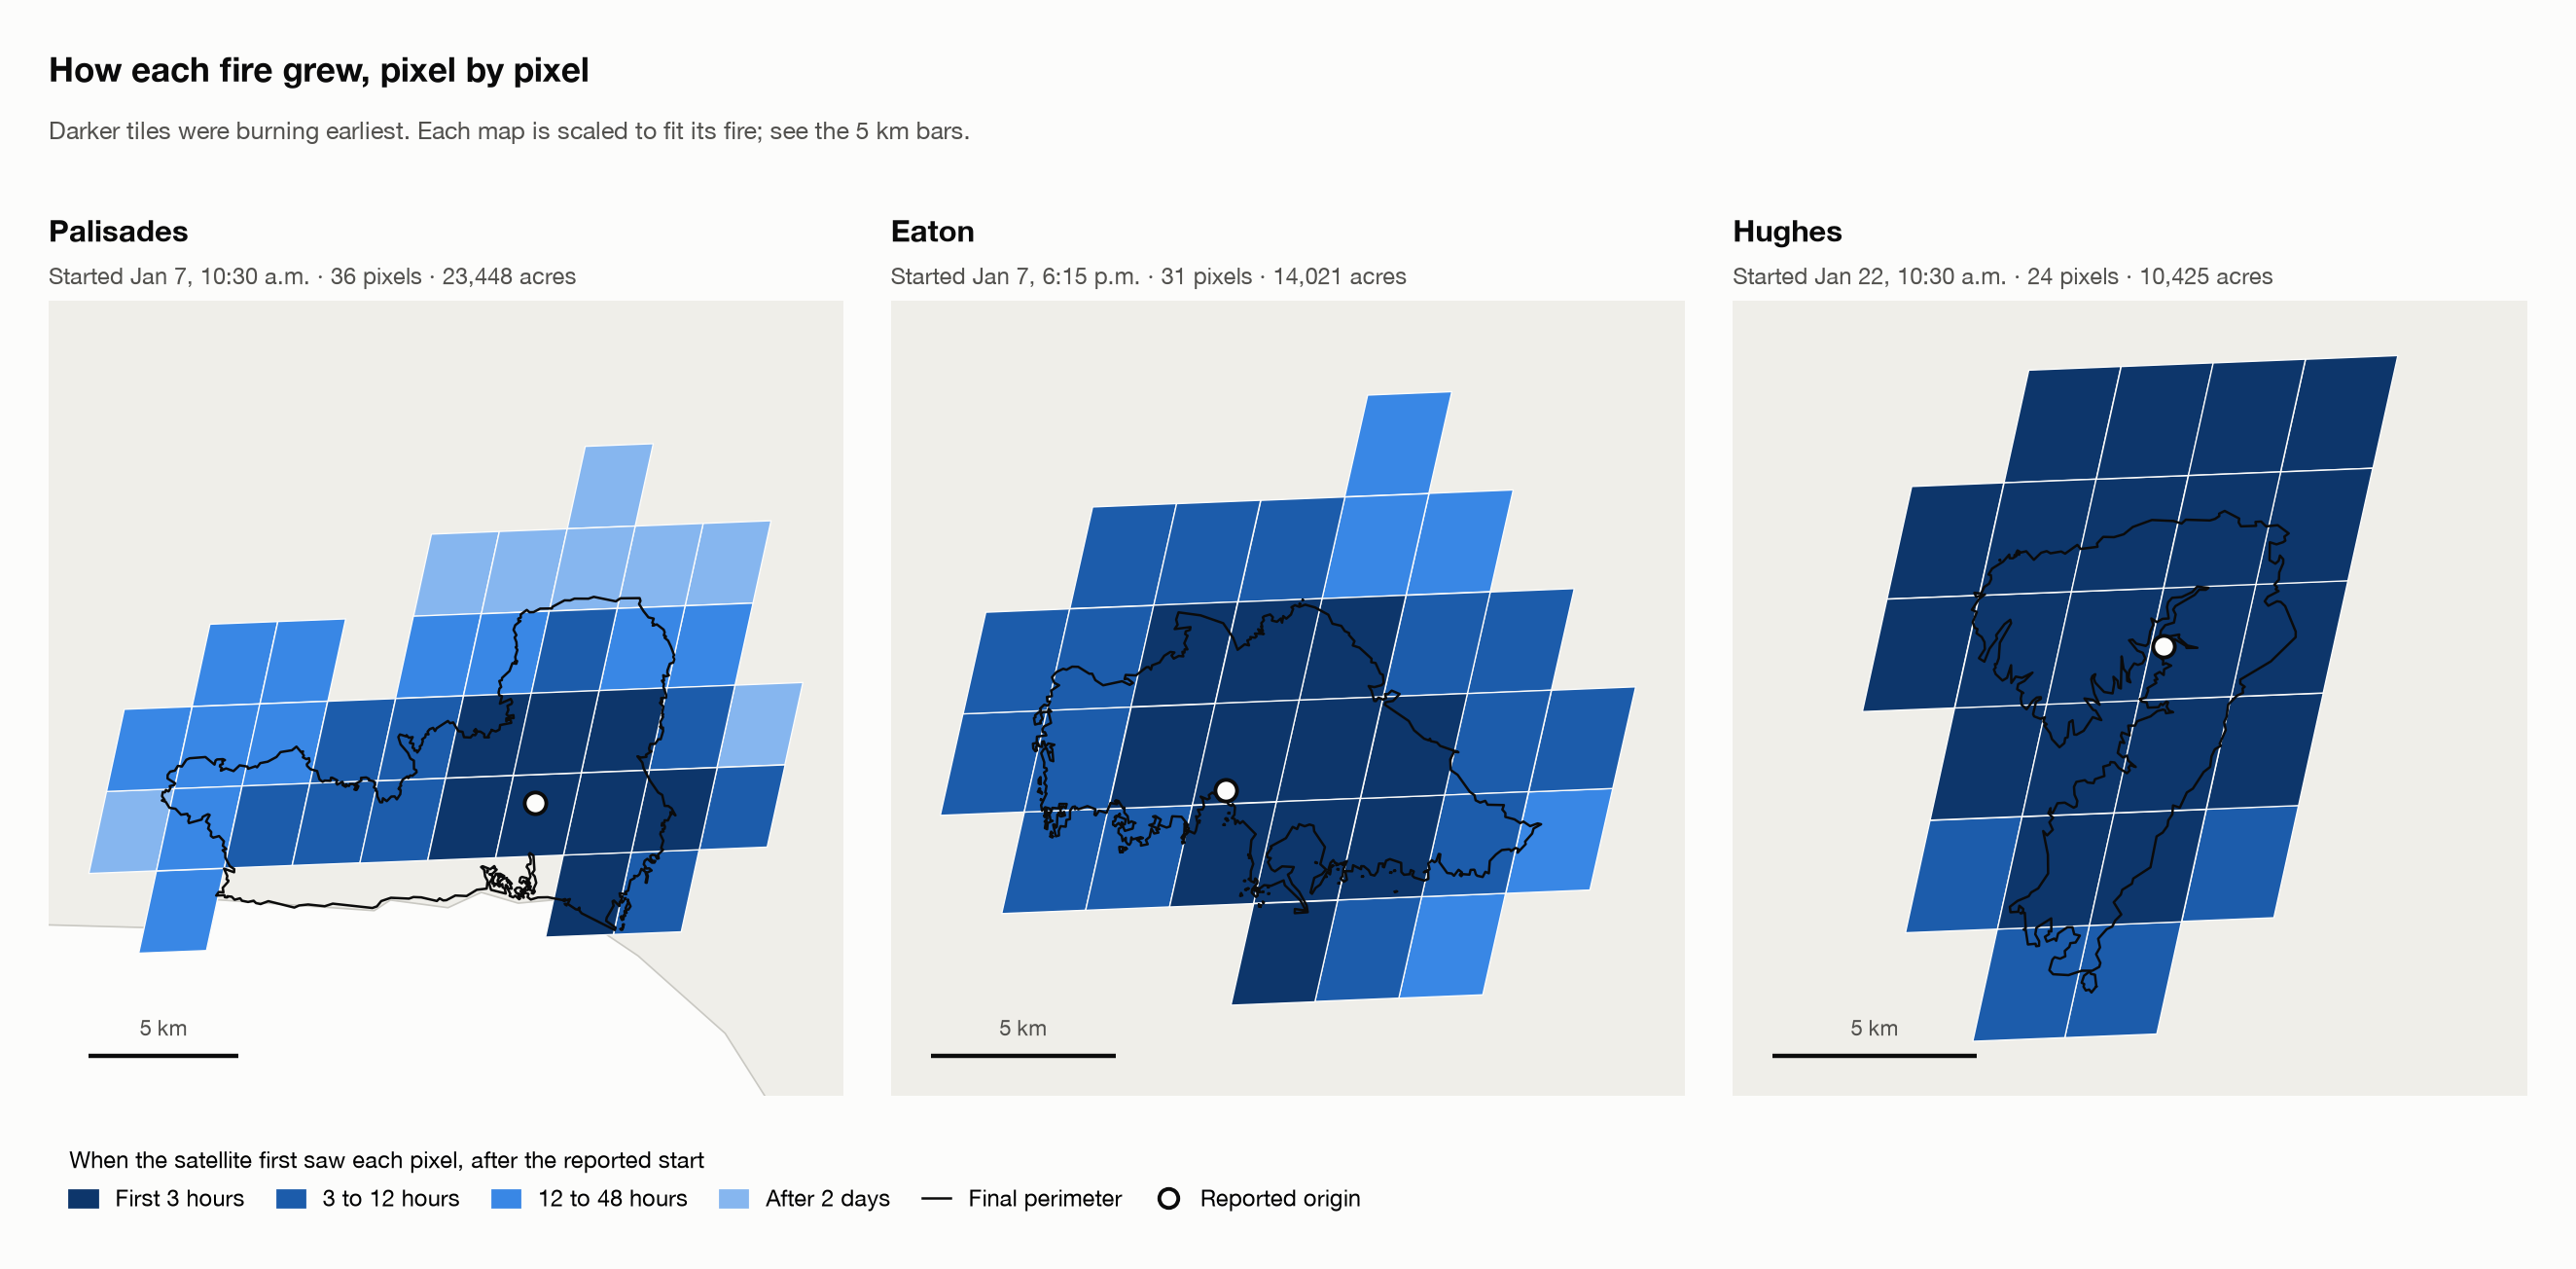 How each fire grew, pixel by pixel
Darker tiles were burning earliest. Each map is scaled to fit its fire; see the 5 km bars.
Palisades
Started Jan 7, 10:30 a.m. · 36 pixels · 23,448 acres
5 km
Eaton
Started Jan 7, 6:15 p.m. · 31 pixels · 14,021 acres
5 km
Hughes
Started Jan 22, 10:30 a.m. · 24 pixels · 10,425 acres
5 km
When the satellite first saw each pixel, after the reported start
First 3 hours
3 to 12 hours
12 to 48 hours
After 2 days
Final perimeter
Reported origin